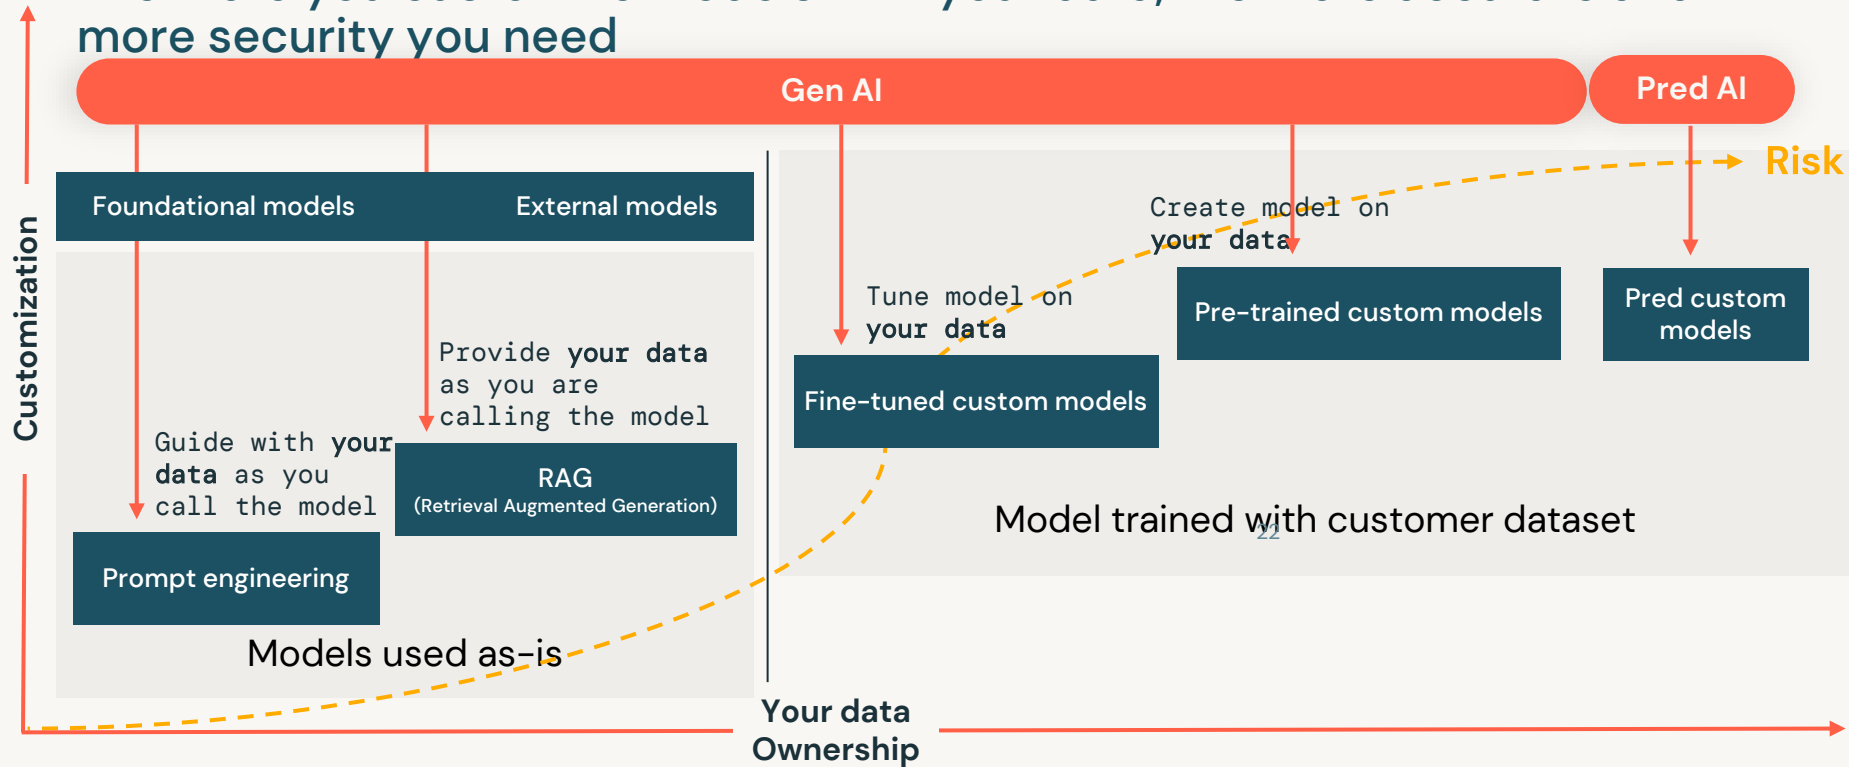 more security you need
Gen AI
Pred AI
Risk
Foundational models
External models
Create model on
your data
Tune model on
your data
Pre-trained custom models
Pred custom
models
Provide your data
as you are
calling the model
Fine-tuned custom models
Guide with your
data as you
call the model
RAG
(Retrieval Augmented Generation)
Model trained with customer dataset
22
Prompt engineering
Models used as-is
Customization
Your data
Ownership